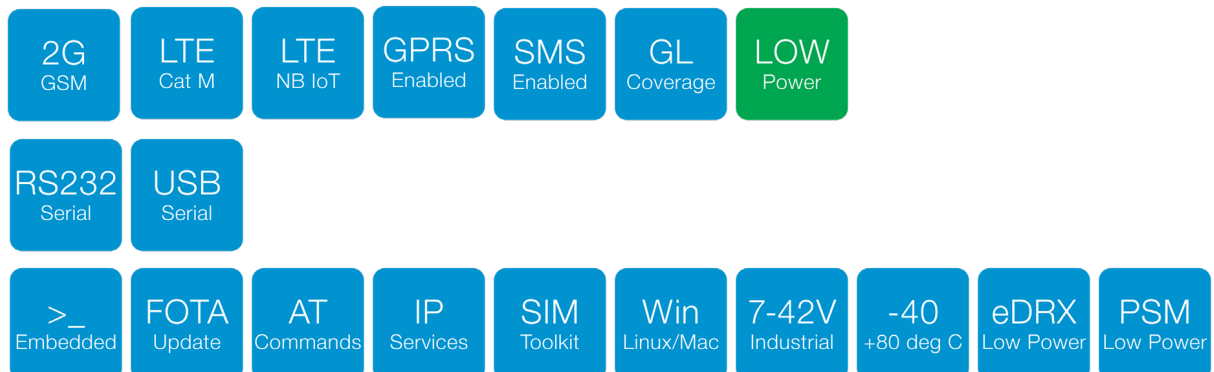 2G
GSM
LTE
Cat M
LTE
NB IoT
GPRS
Enabled
SMS
Enabled
GL
Coverage
LOW
Power
RS232
Serial
USB
Serial
>_
Embedded
FOTA
Update
AT
Commands
IP
Services
SIM
Toolkit
Win
Linux/Mac
7-42V
Industrial
-40
+80 deg C
eDRX
Low Power
PSM
Low Power